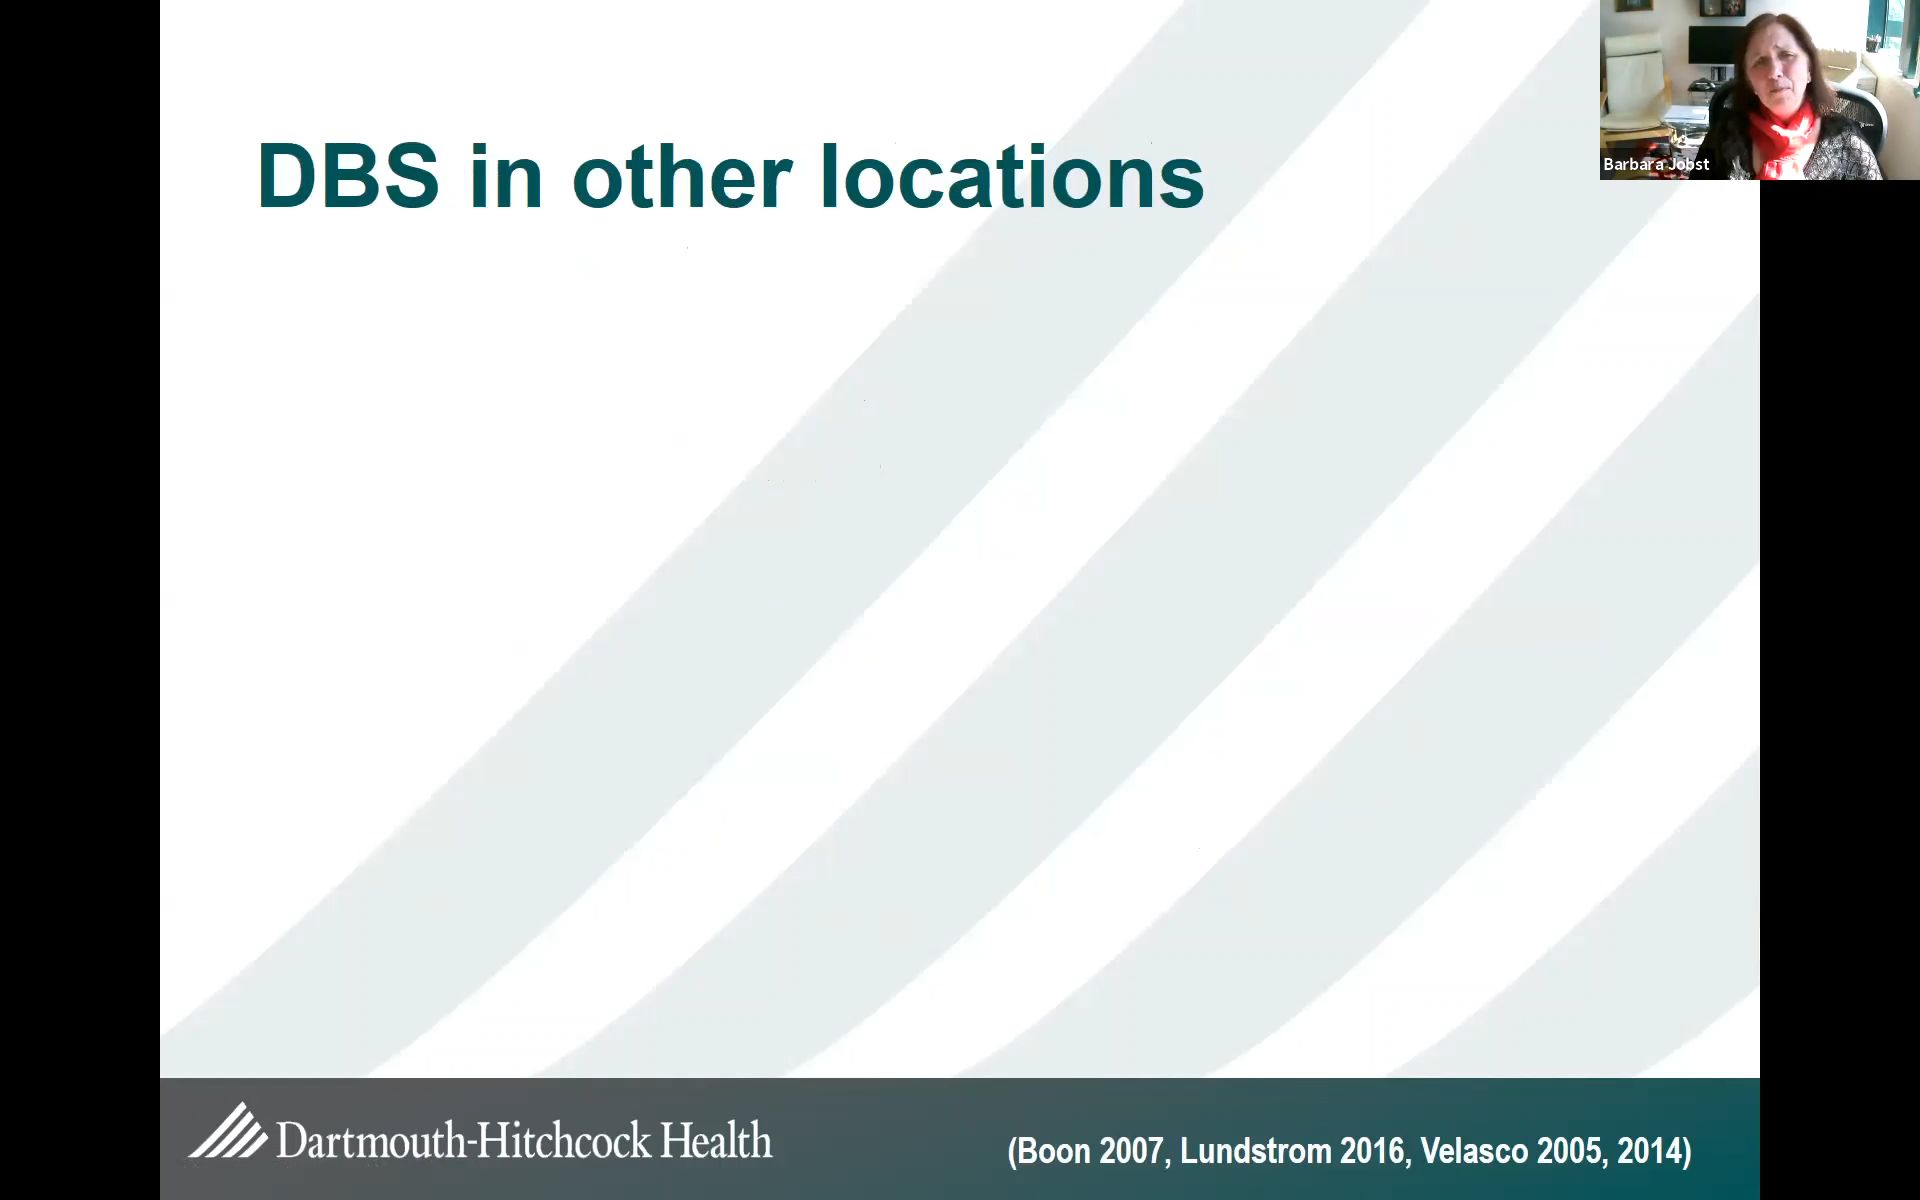 DBS in other locations
Barbara Jobst
Dartmouth-Hitchcock Health
(Boon 2007, Lundstrom 2016, Velasco 2005, 2014)